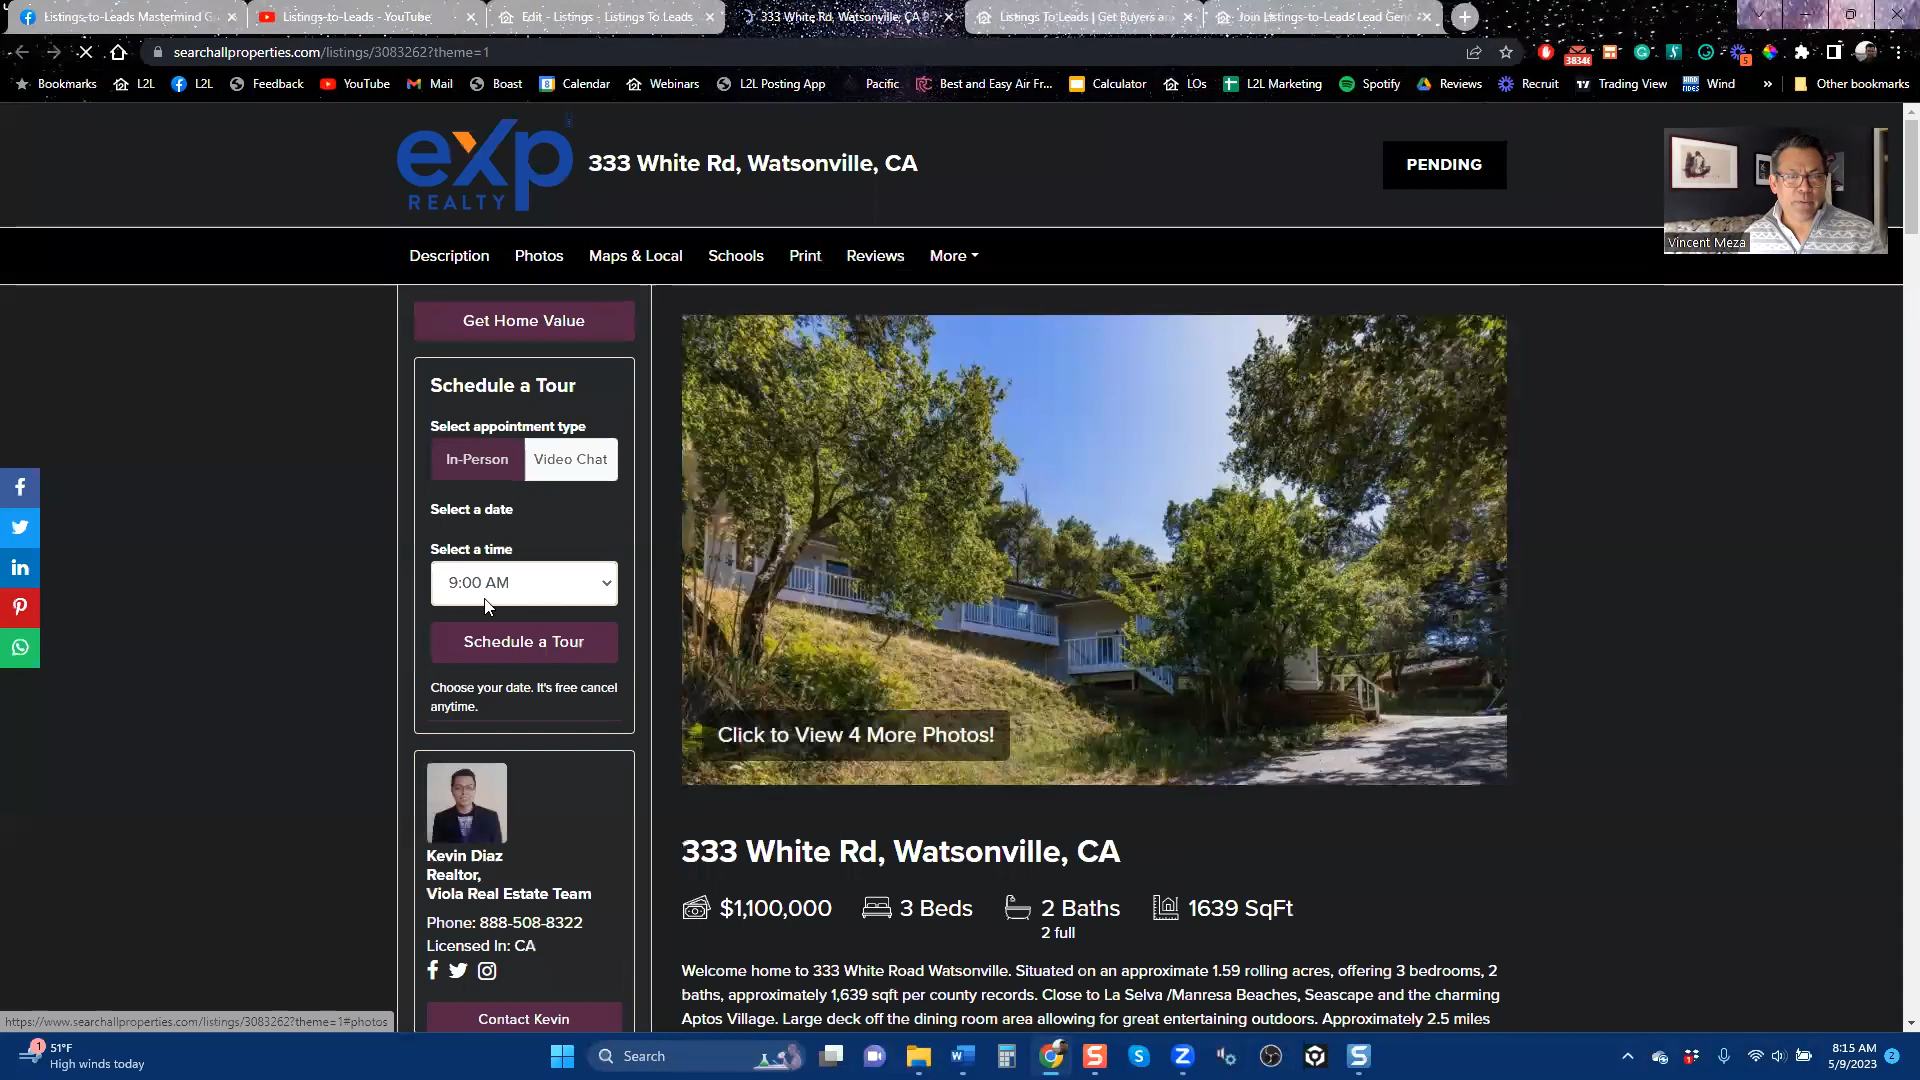 Listings-to-Leads Mastermind G
Listings-to-Leads - YouTube
Edit - Listings - Listings To Leads
333 White Rd, Watsonville, CA 9
Listings To Leads | Get Buyers an
Join Listings-to-Leads Lead Gene
searchallproperties.com/listings/3083262?theme=1
38346
5
Bookmarks
L2L
L2L
Feedback
YouTube
Mail
Boast
8
Calendar
Webinars
L2L Posting App
Pacific
Best and Easy Air Fr...
Calculator
LOs
L2L Marketing
Spotify
Reviews
Recruit
Trading View
Wind
»
Other bookmarks
eXp
REALTY
333 White Rd, Watsonville, CA
PENDING
Vincent Meza
Description
Photos
Maps & Local
Schools
Print
Reviews
More
Get Home Value
Schedule a Tour
Select appointment type
In-Person
Video Chat
Select a date
Select a time
9:00 AM
Schedule a Tour
Choose your date. It's free cancel
anytime.
Click to View 4 More Photos!
Kevin Diaz
Realtor,
Viola Real Estate Team
Phone: 888-508-8322
Licensed In: CA
Contact Kevin
333 White Rd, Watsonville, CA
$1,100,000
3 Beds
2 Baths
2 full
1639 SqFt
Welcome home to 333 White Road Watsonville. Situated on an approximate 1.59 rolling acres, offering 3 bedrooms, 2
baths, approximately 1,639 sqft per county records. Close to La Selva /Manresa Beaches, Seascape and the charming
Aptos Village. Large deck off the dining room area allowing for great entertaining outdoors. Approximately 2.5 miles
https://www.searchallproperties.com/listings/3083262?theme=1#photos
1
51°F
High winds today
Search
8:15 AM
5/9/2023
2